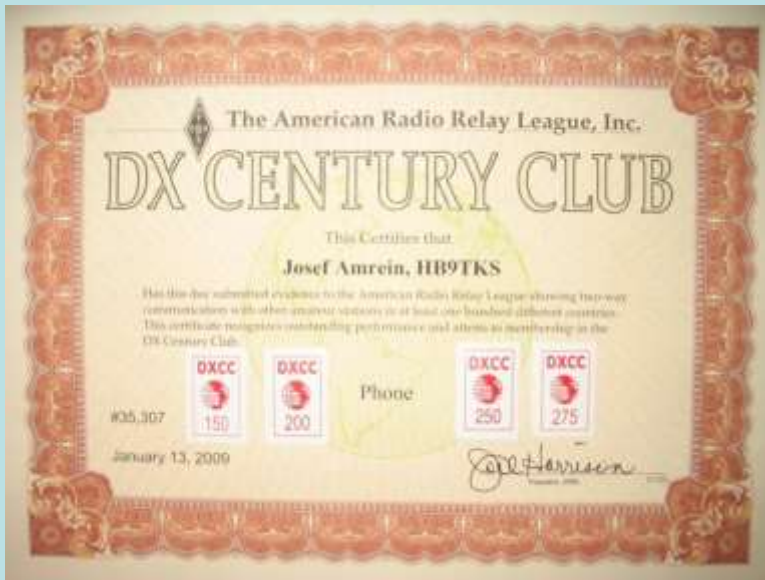 The American Radio Relay League, Inc.
DX CENTURY CLUB
This Certifies that
Josef Amrein, HB9TKS
Has this day submitted evidence to the American Radio Relay League showing two-way
communication with other amateur stations in at least one hundred different countries.
This certificate recognizes outstanding performance and attests to membership in the
DX Century Club.
DXCC DXCC DXCC DXCC
Phone
150 200 250 275
#35,307
January 13, 2009
Joel Harrison